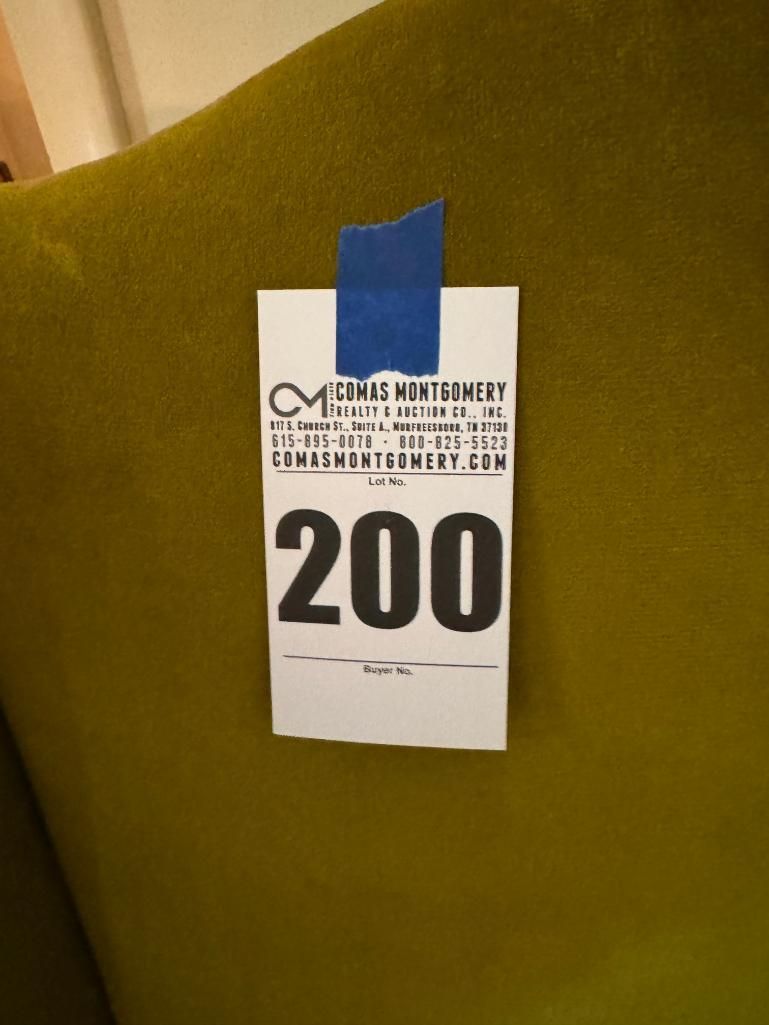 CM
COMAS MONTGOMERY
REALTY & AUCTION CO., INC.
817 S. CHURCH ST., SUITE A., MURFREESBORO, TN 37130
615-895-0078 · 800-825-5523
COMASMONTGOMERY.COM
Lot No.
200
Buyer No.